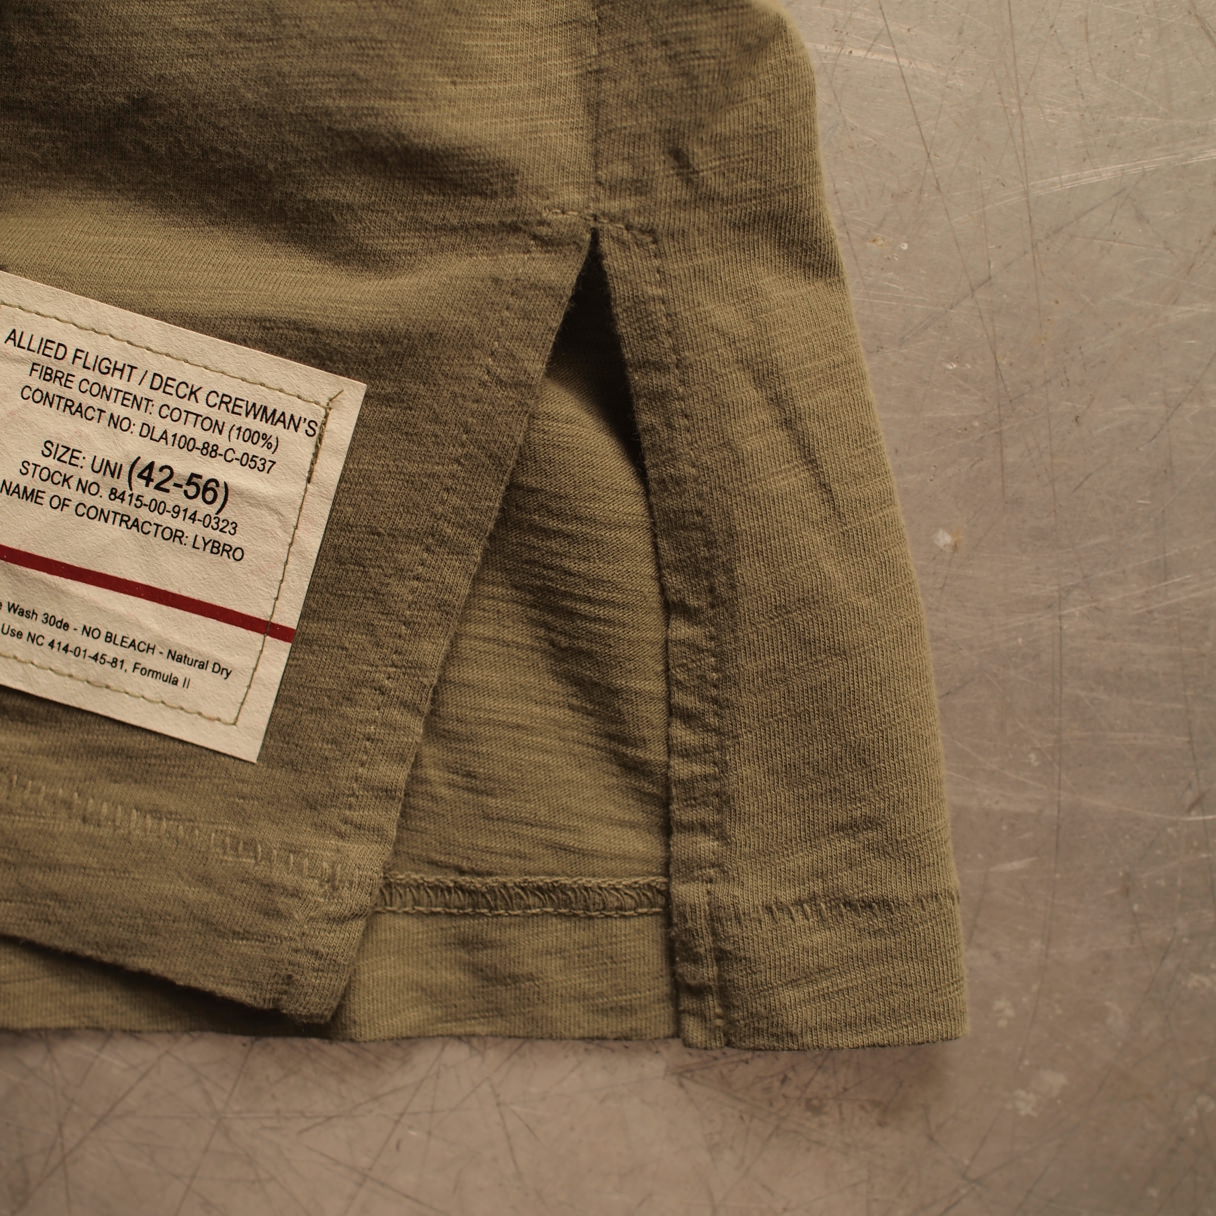 ALLIED FLIGHT / DECK CREWMAN'S
FIBRE CONTENT: COTTON (100%)
CONTRACT NO: DLA100-88-C-0537
SIZE: UNI (42-56)
STOCK NO. 8415-00-914-0323
NAME OF CONTRACTOR: LYBRO
Wash 30de - NO BLEACH - Natural Dry
Use NC 414-01-45-81, Formula II